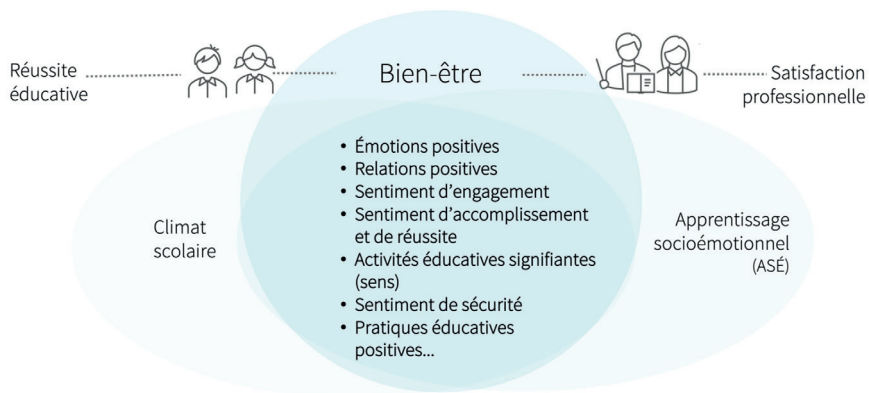 Réussite
éducative
Bien-être
Satisfaction
professionnelle
Climat
scolaire
• Émotions positives
• Relations positives
• Sentiment d’engagement
• Sentiment d’accomplissement
et de réussite
• Activités éducatives signifiantes
(sens)
• Sentiment de sécurité
• Pratiques éducatives
positives...
Apprentissage
socioémotionnel
(ASÉ)